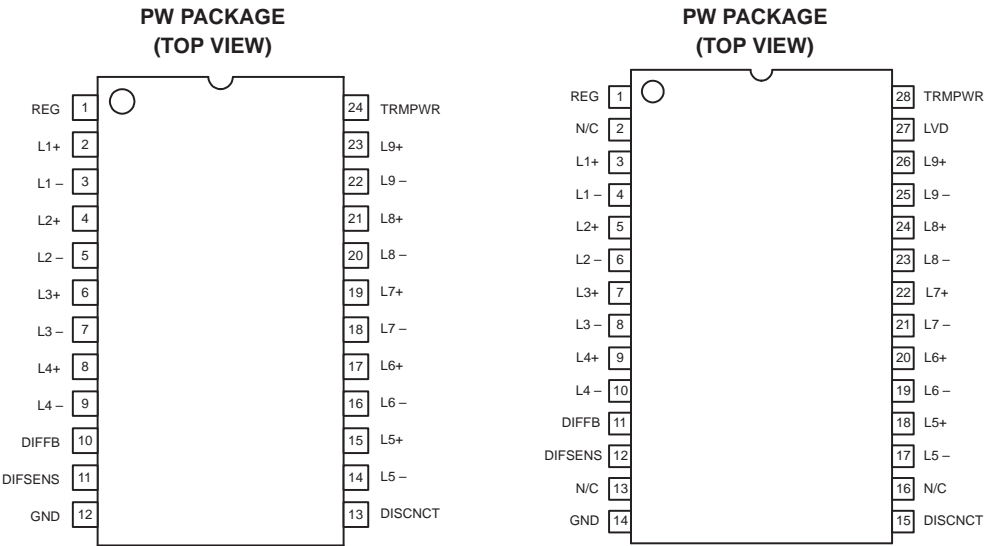 PW PACKAGE
(TOP VIEW)
REG 1
L1+ 2
L1 – 3
L2+ 4
L2 – 5
L3+ 6
L3 – 7
L4+ 8
L4 – 9
DIFFB 10
DIFSENS 11
GND 12
24 TRMPWR
23 L9+
22 L9 –
21 L8+
20 L8 –
19 L7+
18 L7 –
17 L6+
16 L6 –
15 L5+
14 L5 –
13 DISCNCT
PW PACKAGE
(TOP VIEW)
REG 1
N/C 2
L1+ 3
L1 – 4
L2+ 5
L2 – 6
L3+ 7
L3 – 8
L4+ 9
L4 – 10
DIFFB 11
DIFSENS 12
N/C 13
GND 14
28 TRMPWR
27 LVD
26 L9+
25 L9 –
24 L8+
23 L8 –
22 L7+
21 L7 –
20 L6+
19 L6 –
18 L5+
17 L5 –
16 N/C
15 DISCNCT